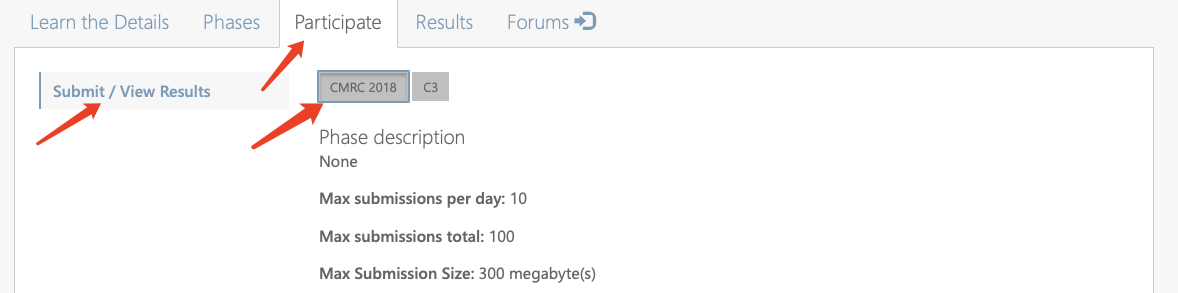 Learn the Details Phases Participate Results Forums
Submit / View Results
CMRC 2018 C3
Phase description
None
Max submissions per day: 10
Max submissions total: 100
Max Submission Size: 300 megabyte(s)